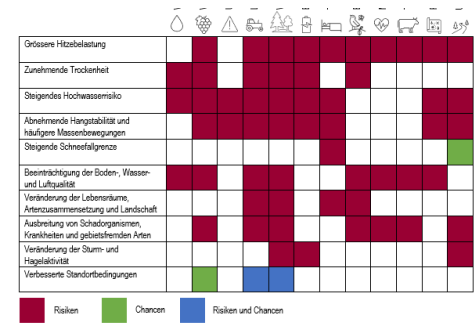 Grössere Hitzebelastung
Zunehmende Trockenheit
Steigendes Hochwasserrisiko
Abnehmende Hangstabilität und
häufigere Massenbewegungen
Steigende Schneefallgrenze
Beeinträchtigung der Boden-, Wasser-
und Luftqualität
Veränderung der Lebensräume,
Artenzusammensetzung und Landschaft
Ausbreitung von Schadorganismen,
Krankheiten und gebietsfremden Arten
Veränderung der Sturm- und
Hagelaktivität
Verbesserte Standortbedingungen
Risiken
Chancen
Risiken und Chancen